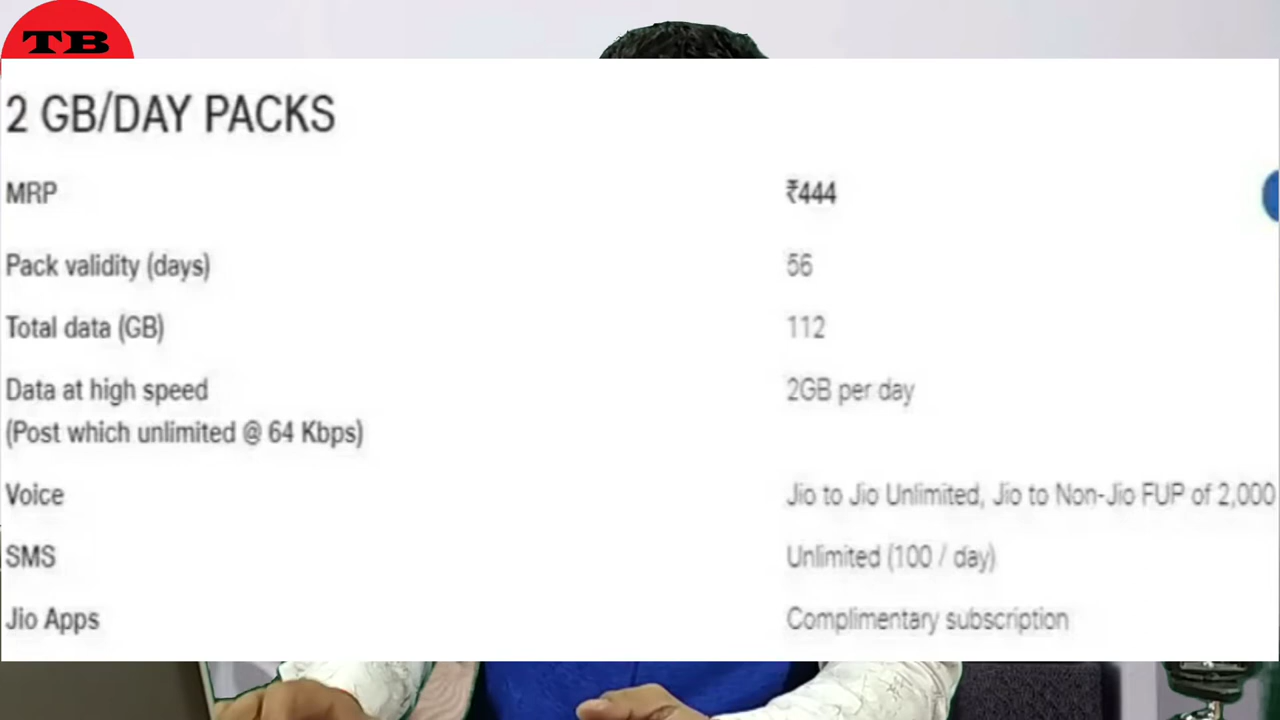 TB
2 GB/DAY PACKS
MRP ₹444
Pack validity (days) 56
Total data (GB) 112
Data at high speed 2GB per day
(Post which unlimited @ 64 Kbps)
Voice Jio to Jio Unlimited, Jio to Non-Jio FUP of 2,000
SMS Unlimited (100 / day)
Jio Apps Complimentary subscription